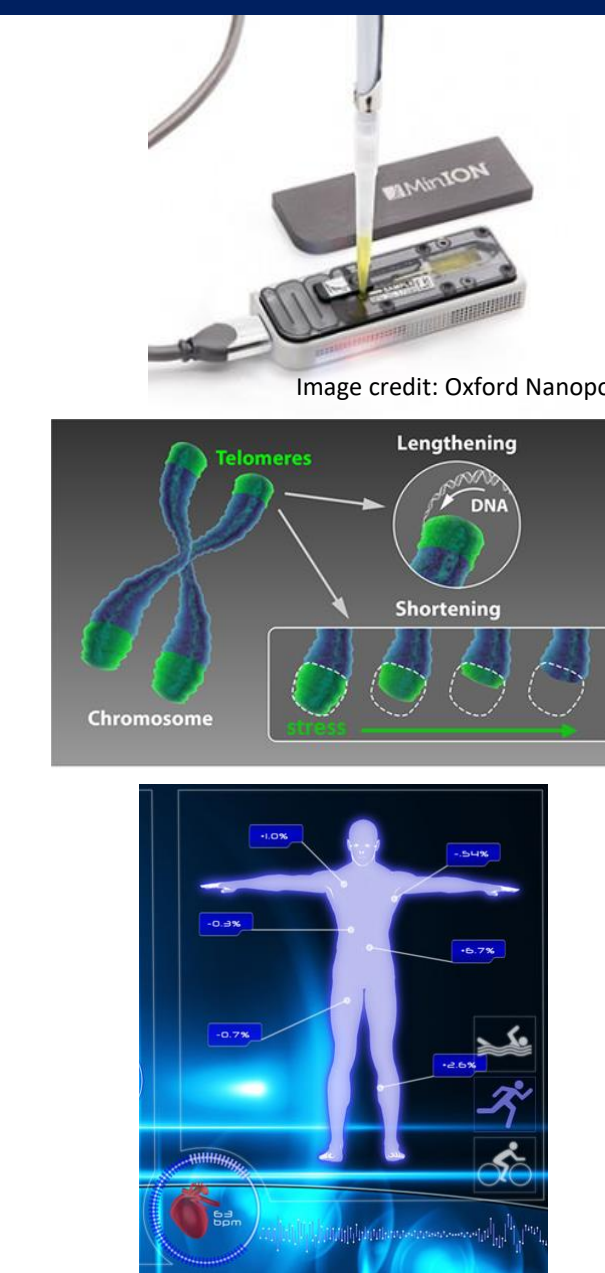 MinION
Image credit: Oxford Nanopo
Telomeres
Lengthening
DNA
Shortening
Chromosome
stress
+1.0%
-.54%
-0.3%
+6.7%
-0.7%
+2.6%
63
bpm